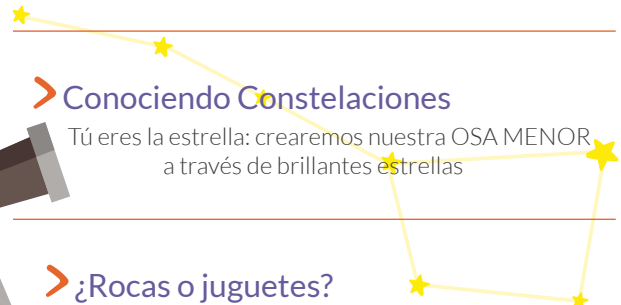 Conociendo Constelaciones
Tú eres la estrella: crearemos nuestra OSA MENOR
a través de brillantes estrellas
¿Rocas o juguetes?